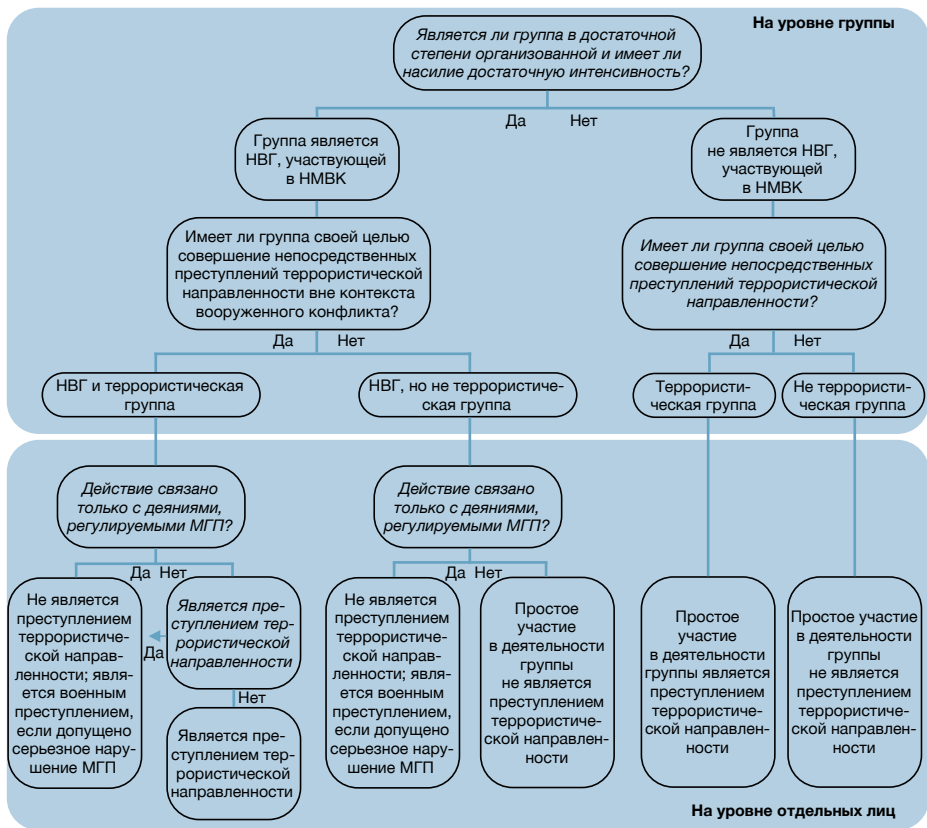 На уровне группы
Является ли группа в достаточной
степени организованной и имеет ли
насилие достаточную интенсивность?
Да
Нет
Группа является
НВГ, участвующей
в НМВК
Группа
не является НВГ,
участвующей
в НМВК
Имеет ли группа своей целью
совершение непосредственных
преступлений террористической
направленности вне контекста
вооруженного конфликта?
Имеет ли группа своей целью
совершение непосредственных
преступлений террористической
направленности?
Да
Нет
Да
Нет
НВГ и террористическая
группа
НВГ, но не террористиче-
ская группа
Террористи-
ческая группа
Не террористи-
ческая группа
Действие связано
только с деяниями,
регулируемыми МГП?
Действие связано
только с деяниями,
регулируемыми МГП?
Да Нет
Да Нет
Не является
преступлением
террористиче-
ской направ-
ленности; явля-
ется военным
преступлением,
если допущено
серьезное нару-
шение МГП
Является пре-
ступлением тер-
рористической
направленности
Да
Нет
Является пре-
ступлением тер-
рористической
направленности
Не является
преступлением
террористиче-
ской направ-
ленности; явля-
ется военным
преступлением,
если допущено
серьезное нару-
шение МГП
Простое
участие
в деятельности
группы
не является
преступлением
террористиче-
ской направлен-
ности
Простое
участие
в деятельности
группы является
преступлением
террористиче-
ской направлен-
ности
Простое участие
в деятельности
группы
не является
преступлением
террористиче-
ской направлен-
ности
На уровне отдельных лиц